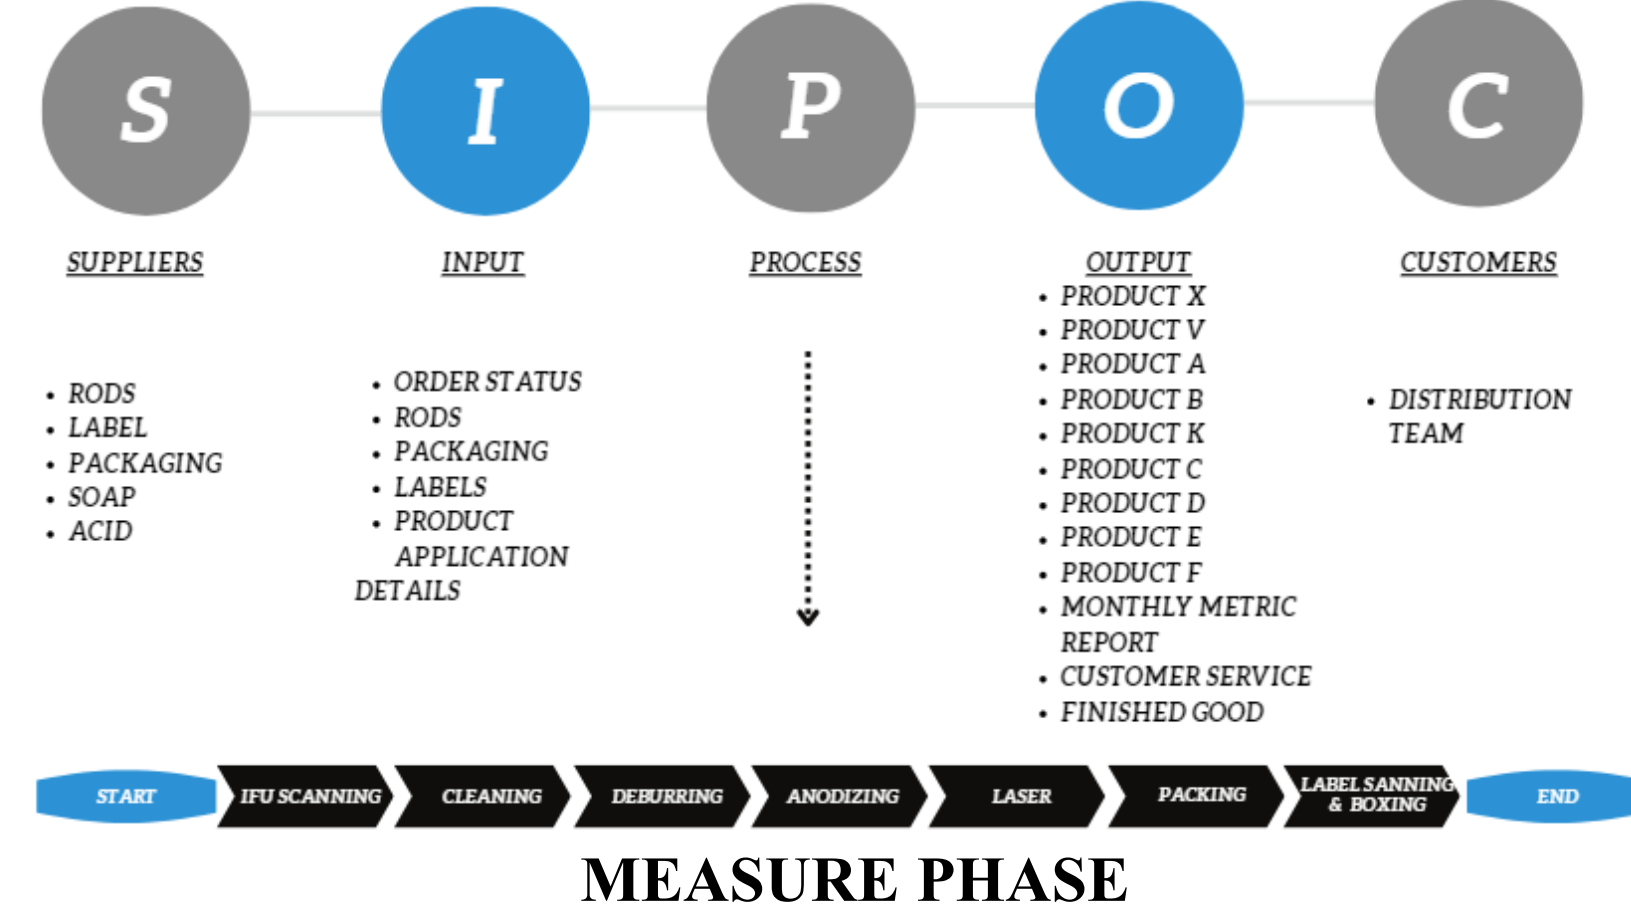 S
I
P
O
C
SUPPLIERS
• RODS
• LABEL
• PACKAGING
• SOAP
• ACID
INPUT
• ORDER STATUS
• RODS
• PACKAGING
• LABELS
• PRODUCT
APPLICATION
DETAILS
PROCESS
OUTPUT
• PRODUCT X
• PRODUCT V
• PRODUCT A
• PRODUCT B
• PRODUCT K
• PRODUCT C
• PRODUCT D
• PRODUCT E
• PRODUCT F
• MONTHLY METRIC
REPORT
• CUSTOMER SERVICE
• FINISHED GOOD
CUSTOMERS
• DISTRIBUTION
TEAM
START
IFU SCANNING
CLEANING
DEBURRING
ANODIZING
LASER
PACKING
LABEL SANNING
& BOXING
END
MEASURE PHASE